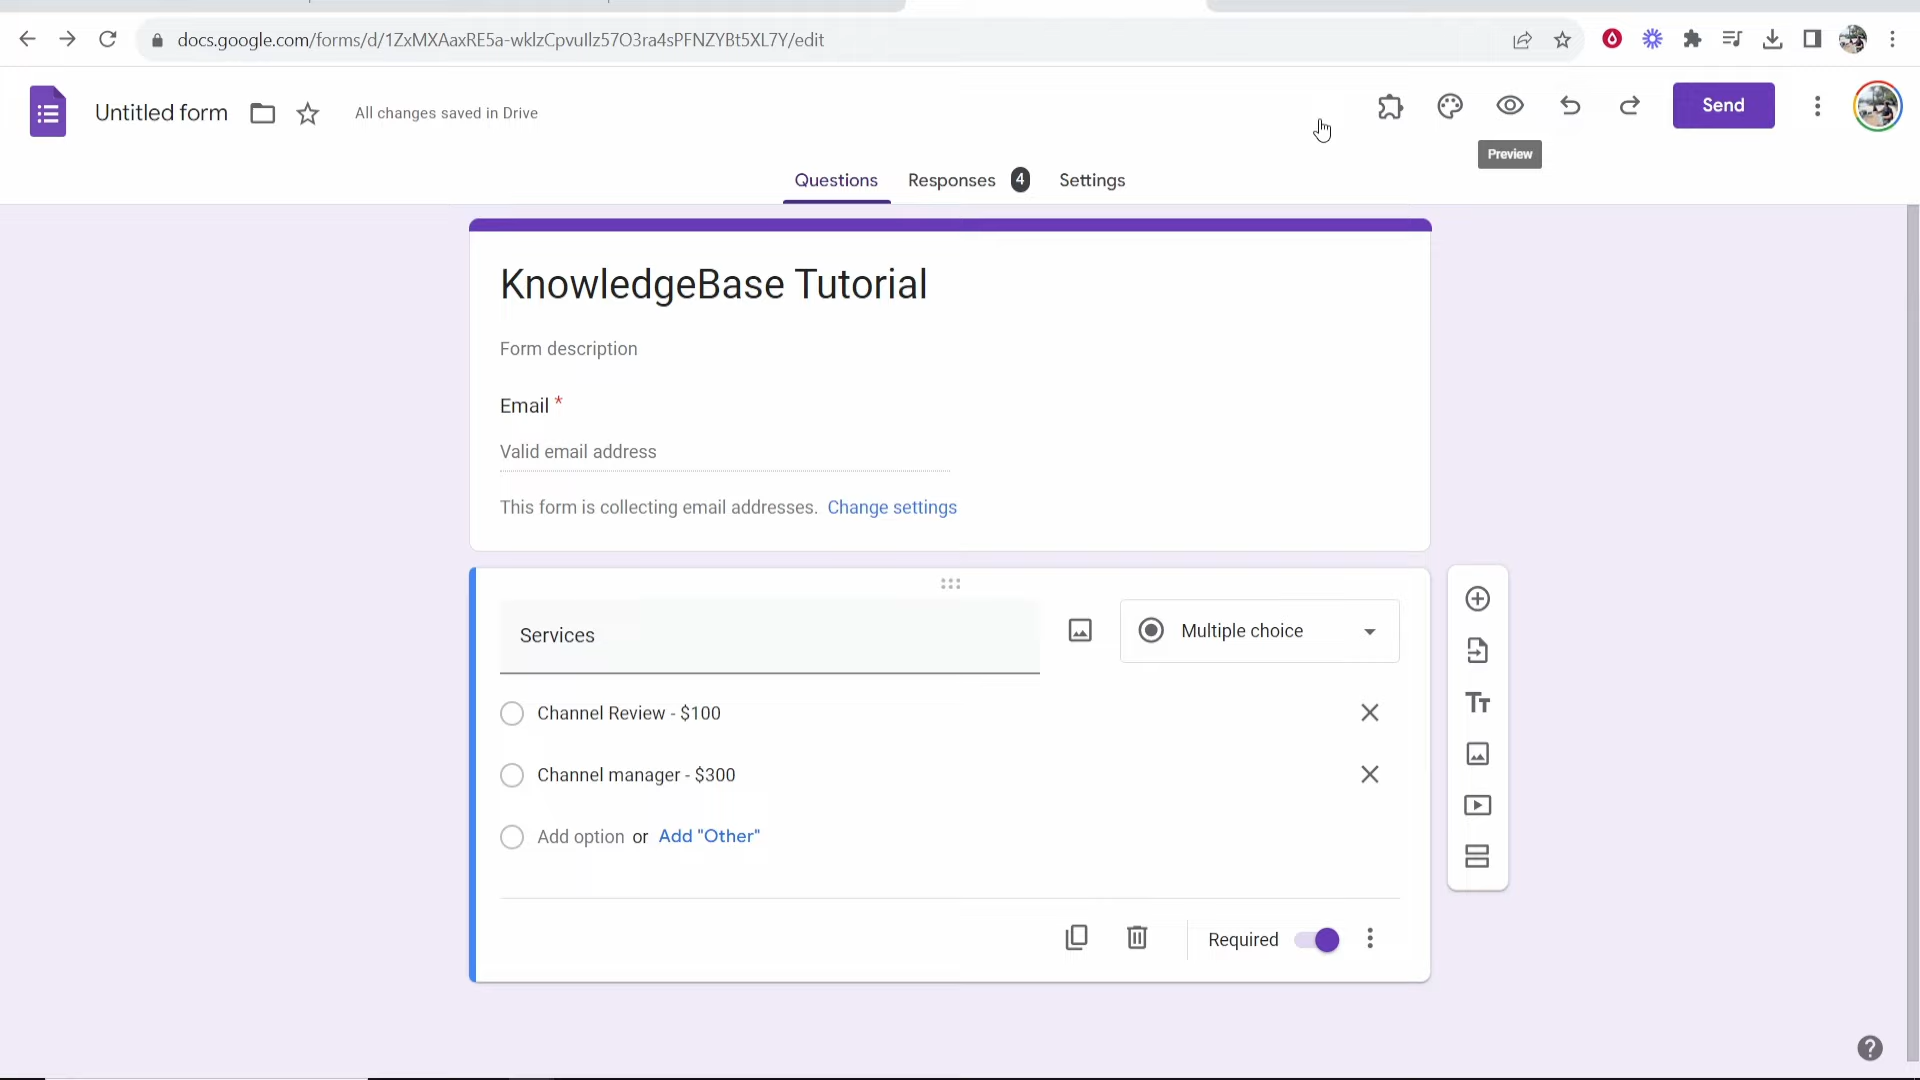 docs.google.com/forms/d/1ZxMXAaxRE5a-wklzCpvuIlz57O3ra4sPFNZYBt5XL7Y/edit
Untitled form
All changes saved in Drive
Send
Preview
Questions
Responses 4
Settings
KnowledgeBase Tutorial
Form description
Email *
Valid email address
This form is collecting email addresses. Change settings
Services
Multiple choice
Channel Review - $100
Channel manager - $300
Add option or Add "Other"
Tт
Required